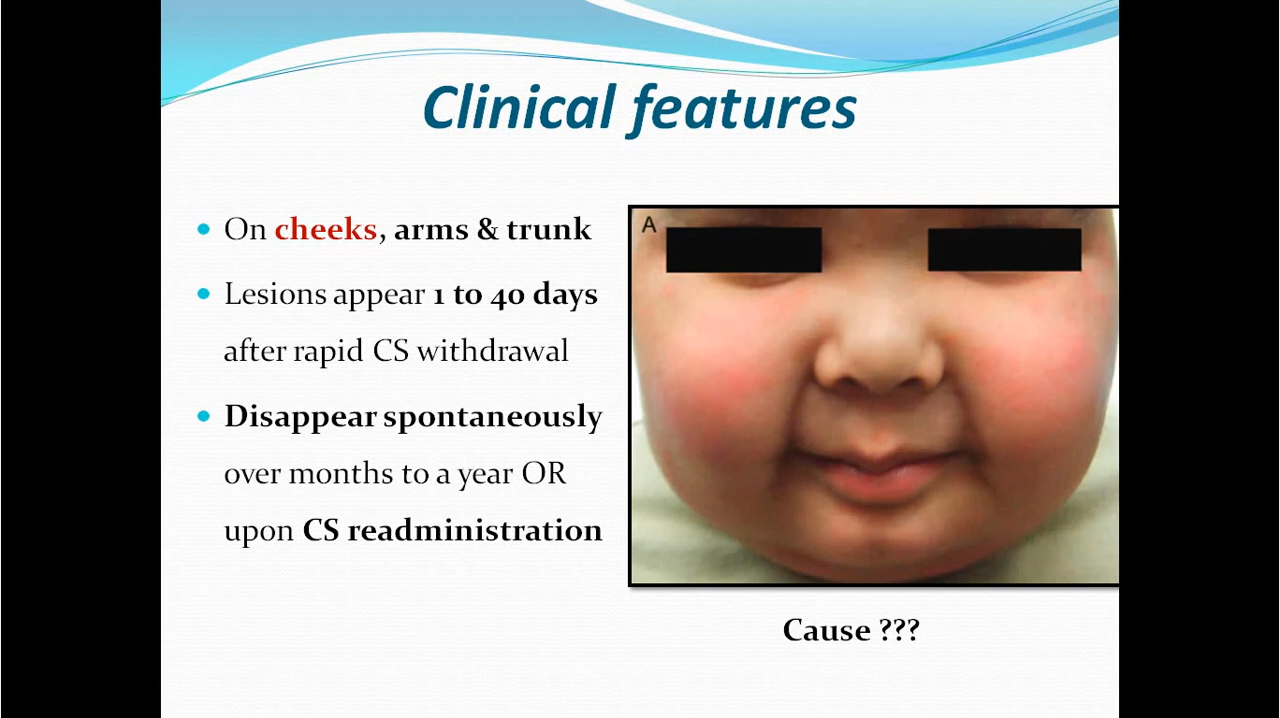 Clinical features
On cheeks, arms & trunk
Lesions appear 1 to 40 days
after rapid CS withdrawal
Disappear spontaneously
over months to a year OR
upon CS readministration
A
Cause ???